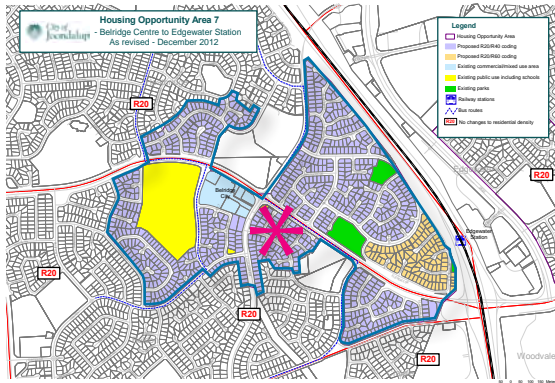 City of
Joondalup
Housing Opportunity Area 7
- Belridge Centre to Edgewater Station
As revised - December 2012
Legend
Housing Opportunity Area
Proposed R20/R40 coding
Proposed R20/R60 coding
Existing commercial/mixed use area
Existing public use including schools
Existing parks
Railway stations
Bus routes
R20 No changes to residential density
R20
R20
Belridge
City
Edgewater
Station
R20
R20
Woodvale
R20